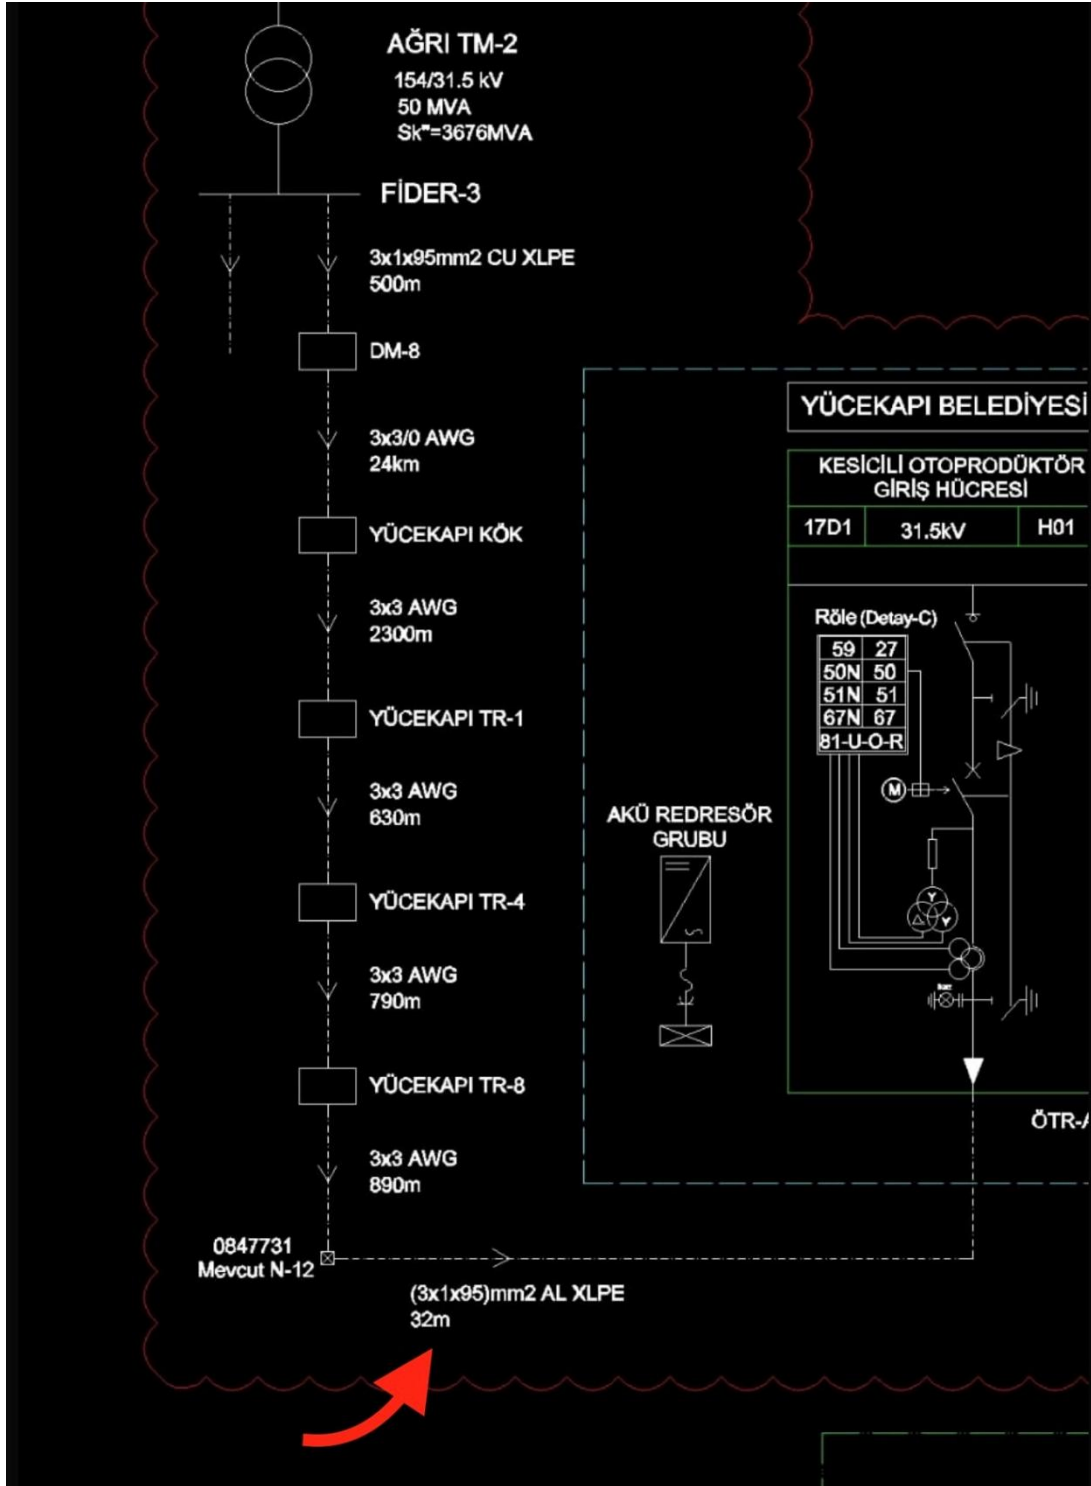 AĞRI TM-2
154/31.5 kV
50 MVA
Sk"=3676MVA
FİDER-3
3x1x95mm2 CU XLPE
500m
DM-8
3x3/0 AWG
24km
YÜCEKAPI KÖK
3x3 AWG
2300m
YÜCEKAPI TR-1
3x3 AWG
630m
YÜCEKAPI TR-4
3x3 AWG
790m
YÜCEKAPI TR-8
3x3 AWG
890m
0847731
Mevcut N-12
(3x1x95)mm2 AL XLPE
32m
YÜCEKAPI BELEDİYESİ
KESİCİLİ OTOPRODÜKTÖR
GİRİŞ HÜCRESİ
17D1 31.5kV H01
Röle (Detay-C)
59 27
50N 50
51N 51
67N 67
81-U-O-R
M
Y
Y
AKÜ REDRESÖR
GRUBU
ÖTR-A